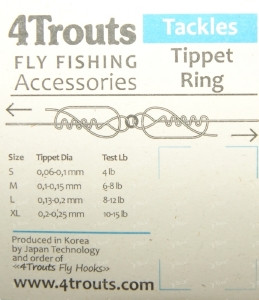 4Trouts
FLY FISHING
Accessories
Tackles
Tippet
Ring
Size Tippet Dia Test Lb
S 0,06-0,1 mm 4 lb
M 0,1-0,15 mm 6-8 lb
L 0,13-0,2 mm 8-12 lb
XL 0,2-0,25 mm 10-15 lb
Produced in Korea
by Japan Technology
and order of
«4Trouts Fly Hooks»
www.4trouts.com